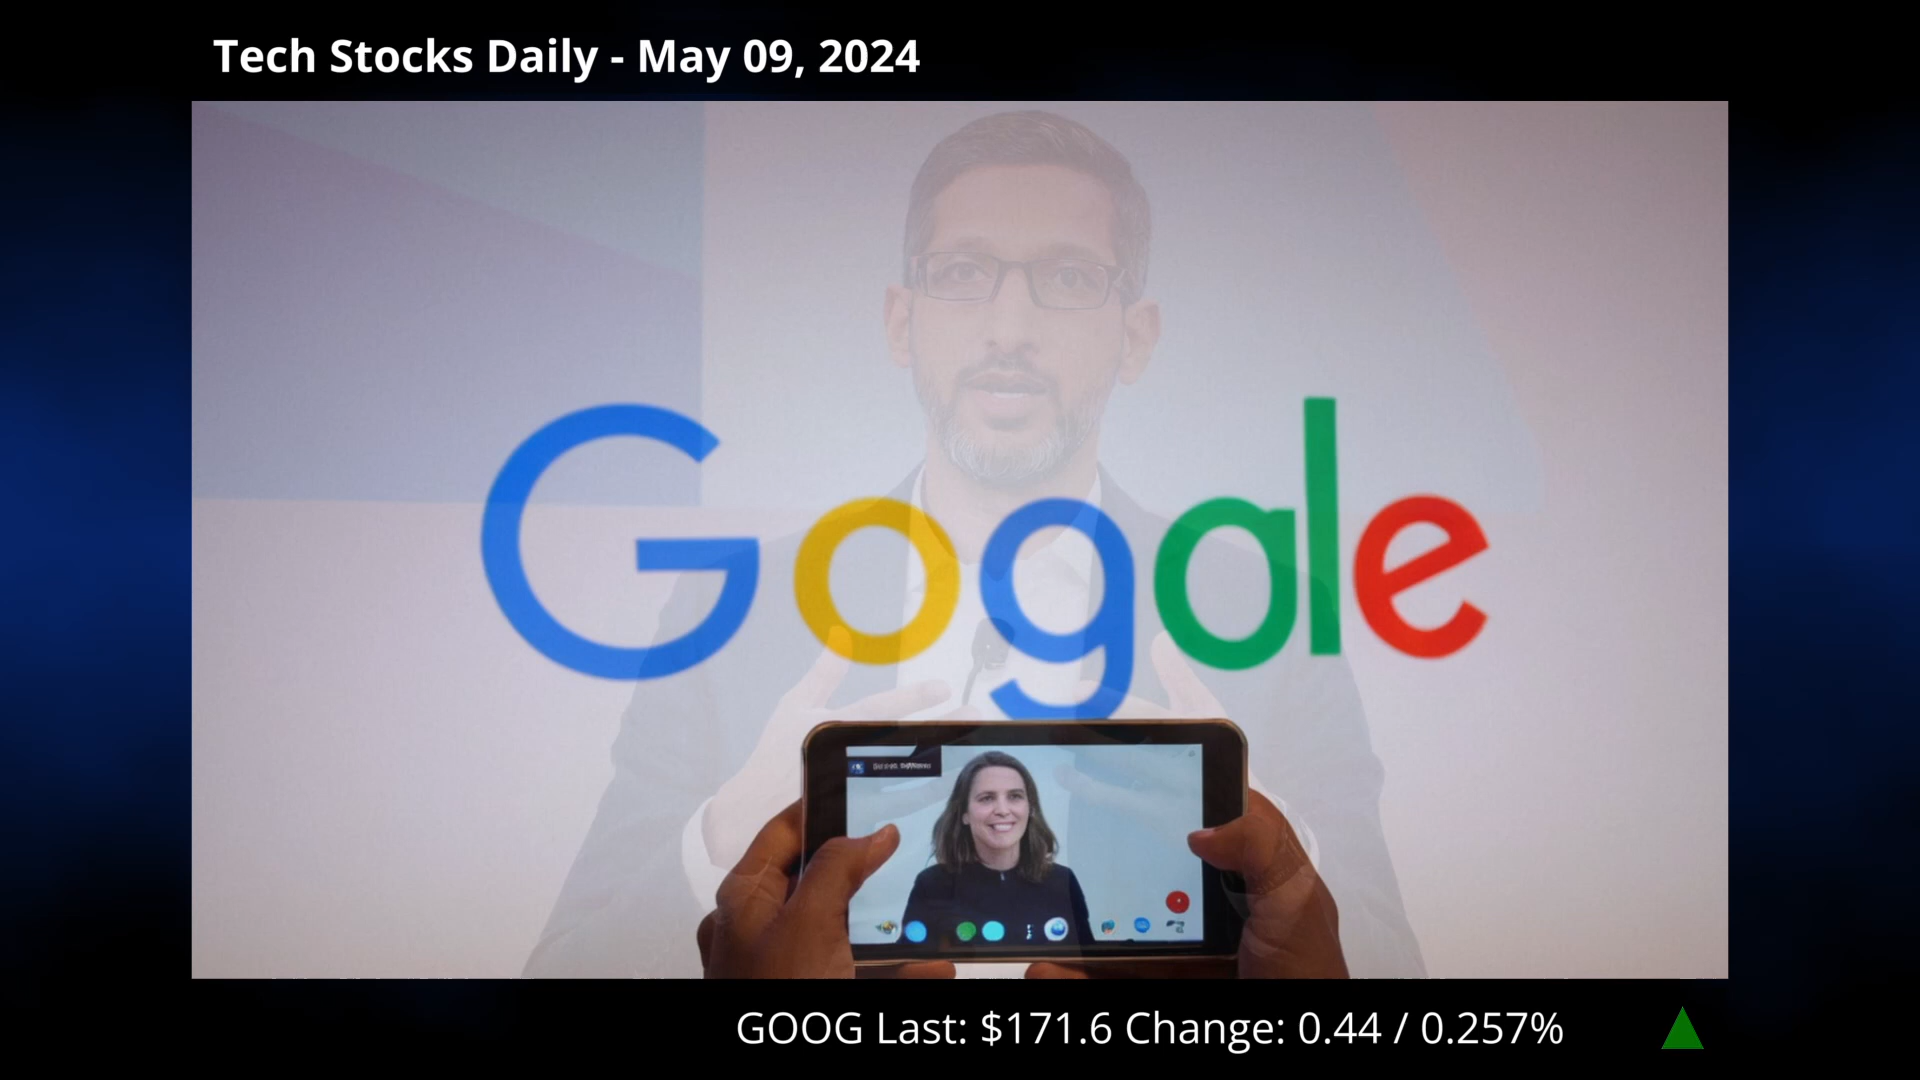 Tech Stocks Daily - May 09, 2024
Gogale
GOOG Last: $171.6 Change: 0.44 / 0.257%